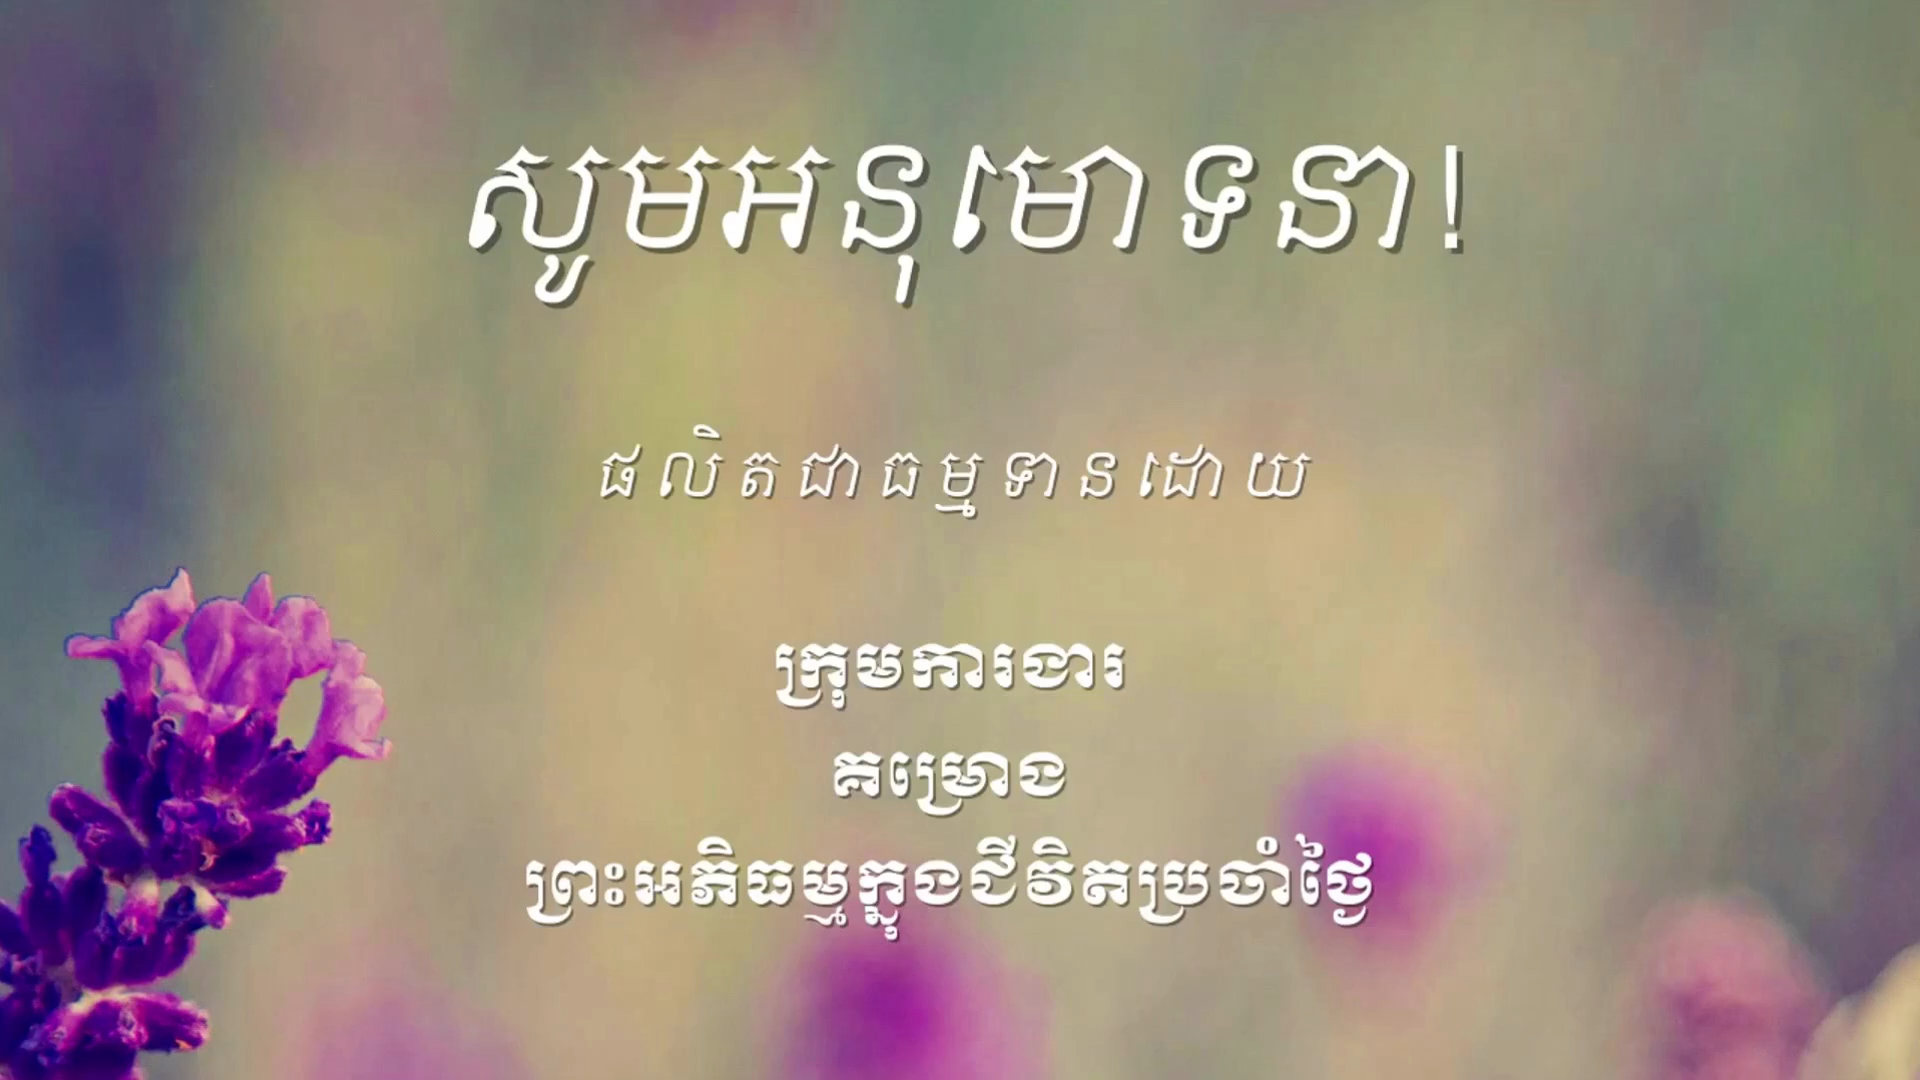 សូមអនុមោទនា!
ផលិតជាធម្មទានដោយ
ក្រុមការងារ
គម្រោង
ព្រះអភិធម្មក្នុងជីវិតប្រចាំថ្ងៃ